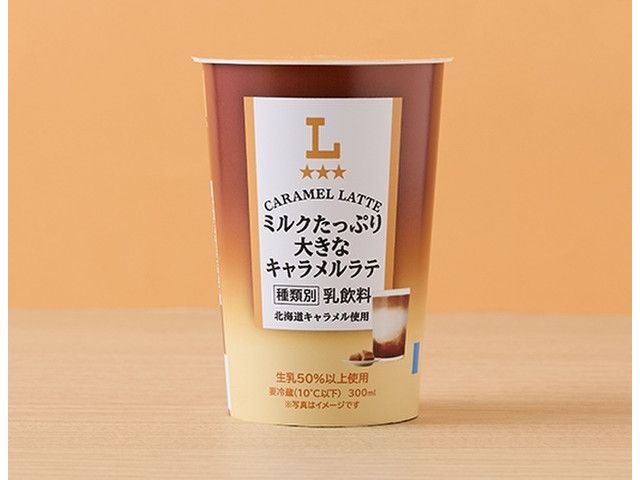 L
★★★
CARAMEL LATTE
ミルクたっぷり
大きな
キャラメルラテ
種類別 乳飲料
北海道キャラメル使用
生乳50%以上使用
要冷蔵(10℃以下) 300ml
※写真はイメージです